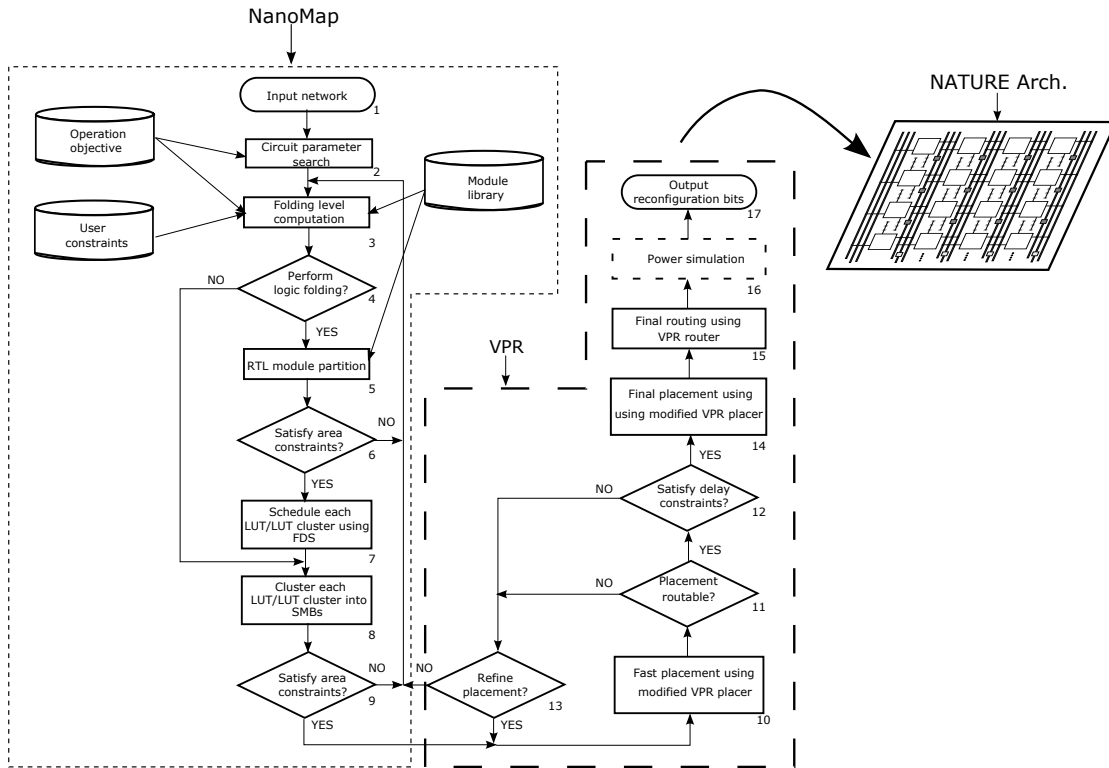 NanoMap
Input network
1
Operation
objective
Circuit parameter
search
2
Module
library
Folding level
computation
3
User
constraints
Perform
logic folding?
4
NO
YES
RTL module partition
5
Satisfy area
constraints?
6
NO
YES
Schedule each
LUT/LUT cluster using
FDS
7
Cluster each
LUT/LUT cluster into
SMBs
8
Satisfy area
constraints?
9
NO
YES
VPR
NO
Refine
placement?
13
YES
Output
reconfiguration bits
17
Power simulation
16
Final routing using
VPR router
15
Final placement using
using modified VPR placer
14
YES
NO
Satisfy delay
constraints?
12
YES
NO
Placement
routable?
11
Fast placement using
modified VPR placer
10
NATURE Arch.